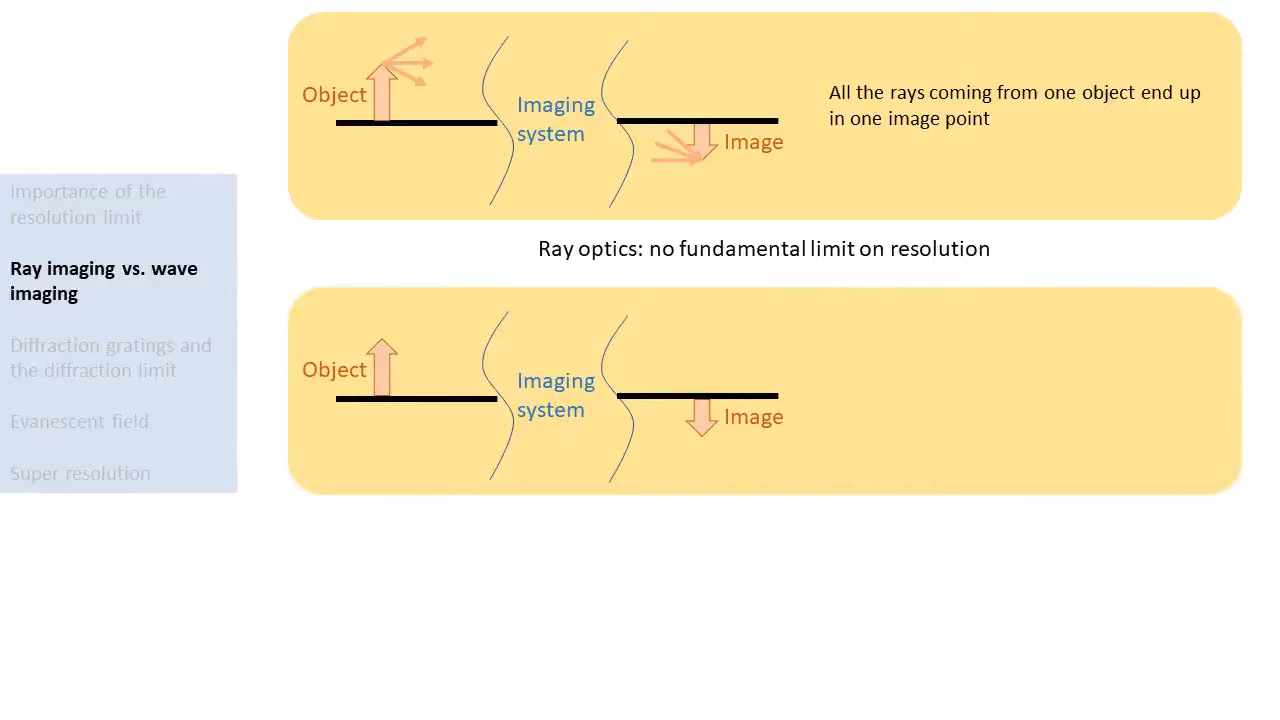 Importance of the
resolution limit
Ray imaging vs. wave
imaging
Diffraction gratings and
the diffraction limit
Evanescent field
Super resolution
Object
Imaging
system
Image
All the rays coming from one object end up
in one image point
Ray optics: no fundamental limit on resolution
Object
Imaging
system
Image